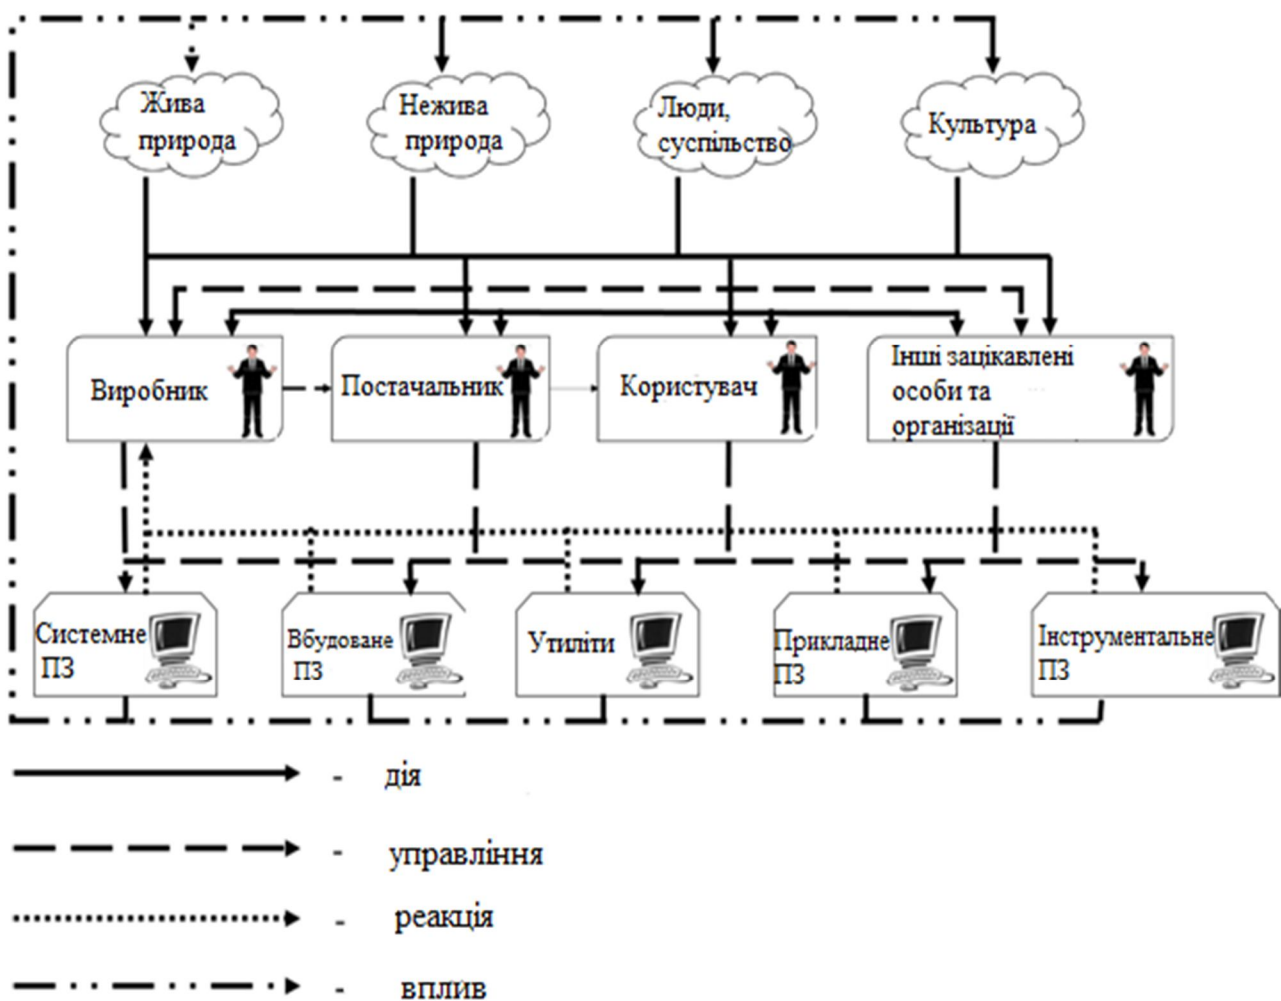 Жива
природа
Нежива
природа
Люди,
суспільство
Культура
Виробник
Постачальник
Користувач
Інші зацікавлені
особи та
організації
Системне
ПЗ
Вбудоване
ПЗ
Утиліти
Прикладне
ПЗ
Інструментальне
ПЗ
- дія
- управління
- реакція
- вплив